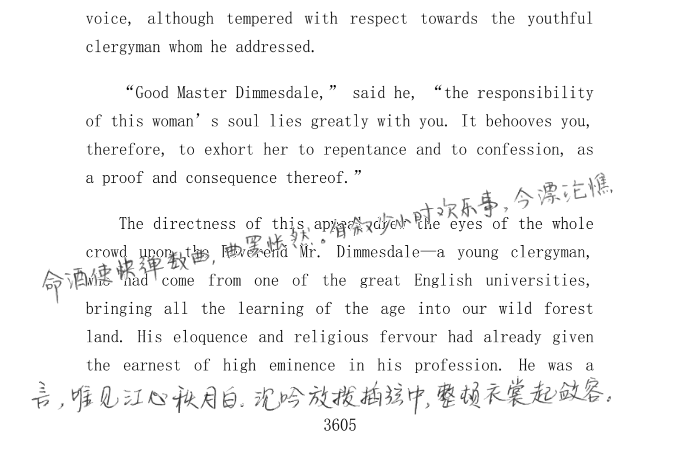 voice, although tempered with respect towards the youthful
clergyman whom he addressed.
“Good Master Dimmesdale,” said he, “the responsibility
of this woman’s soul lies greatly with you. It behooves you,
therefore, to exhort her to repentance and to confession, as
a proof and consequence thereof.”
The directness of this appeal drew the eyes of the whole
crowd upon the Reverend Mr. Dimmesdale—a young clergyman,
who had come from one of the great English universities,
命酒使快弹数曲，曲罢悯然。自叙少小时欢乐事，今漂沦憔
bringing all the learning of the age into our wild forest
land. His eloquence and religious fervour had already given
the earnest of high eminence in his profession. He was a
言，唯见江心秋月白. 沉吟放拨插弦中，整顿衣裳起敛容。
3605